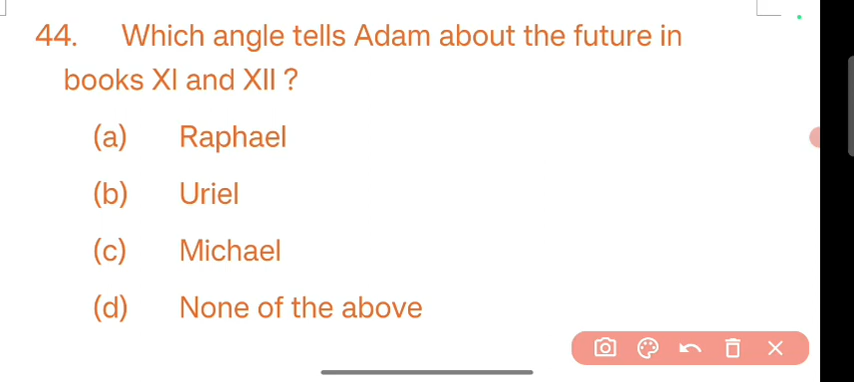 44. Which angle tells Adam about the future in
books XI and XII ?
(a) Raphael
(b) Uriel
(c) Michael
(d) None of the above